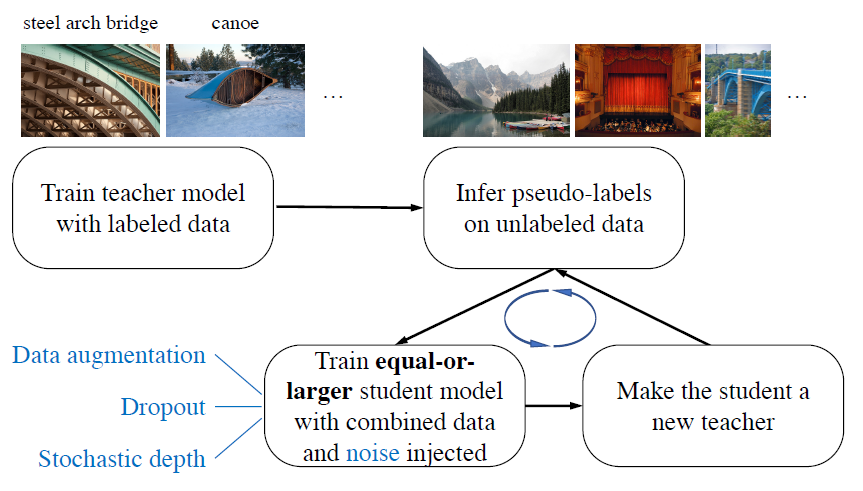 steel arch bridge
canoe
...
...
Train teacher model
with labeled data
Infer pseudo-labels
on unlabeled data
Data augmentation
Dropout
Stochastic depth
Train equal-or-
larger student model
with combined data
and noise injected
Make the student a
new teacher